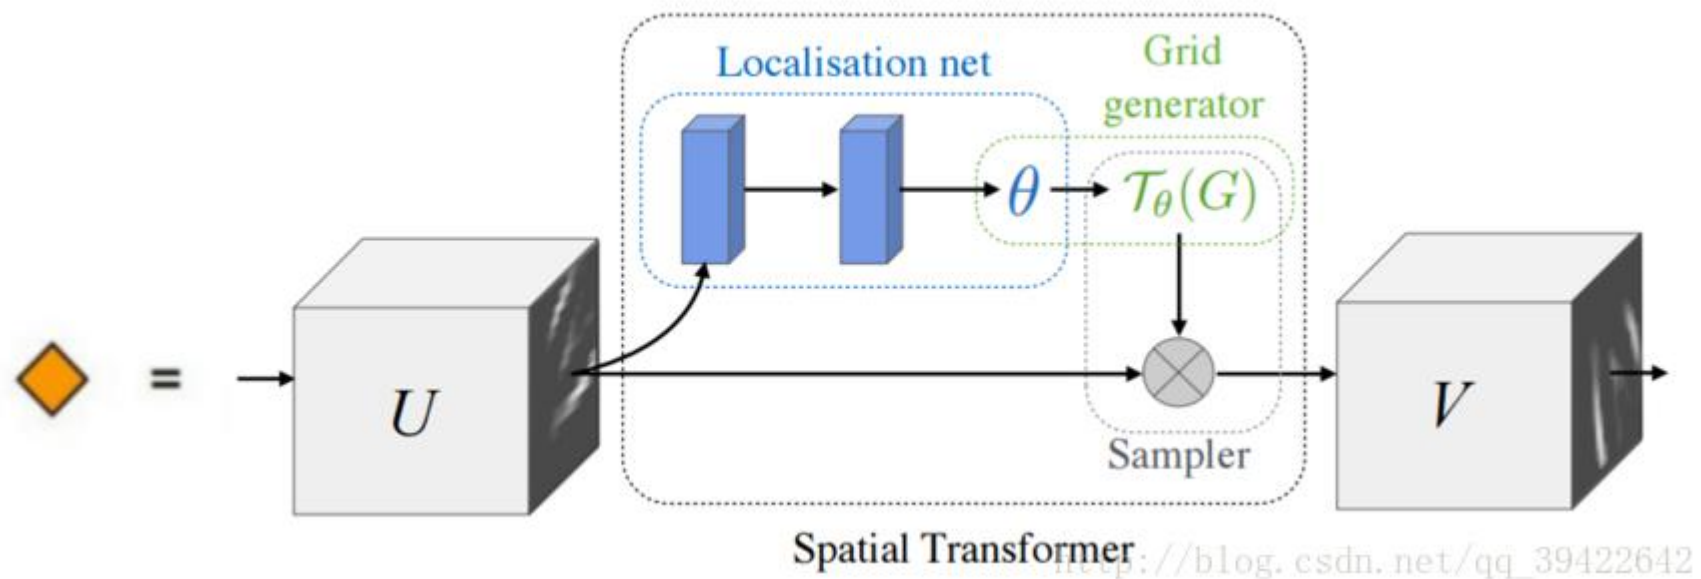 Localisation net
Grid
generator
θ
𝒯θ(G)
=
U
V
Sampler
Spatial Transformer
http://blog.csdn.net/qq_39422642